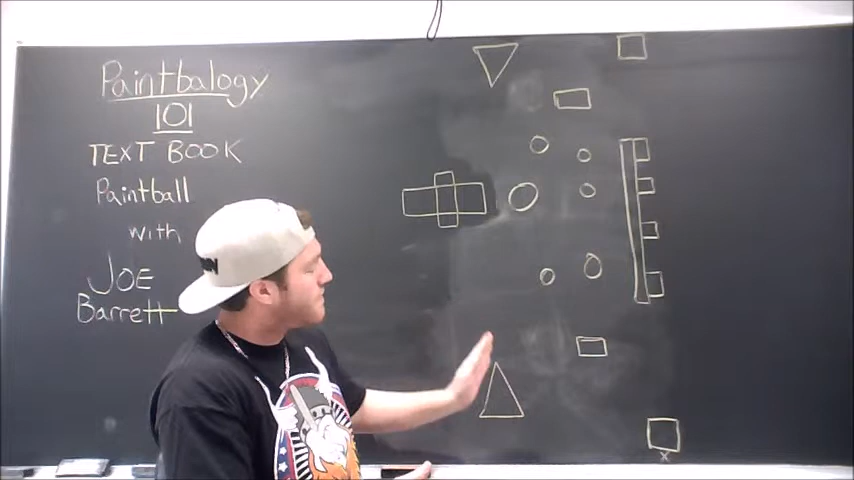 Paintbalogy
101
TEXT BOOK
Paintball
with
JOE
Barrett
x